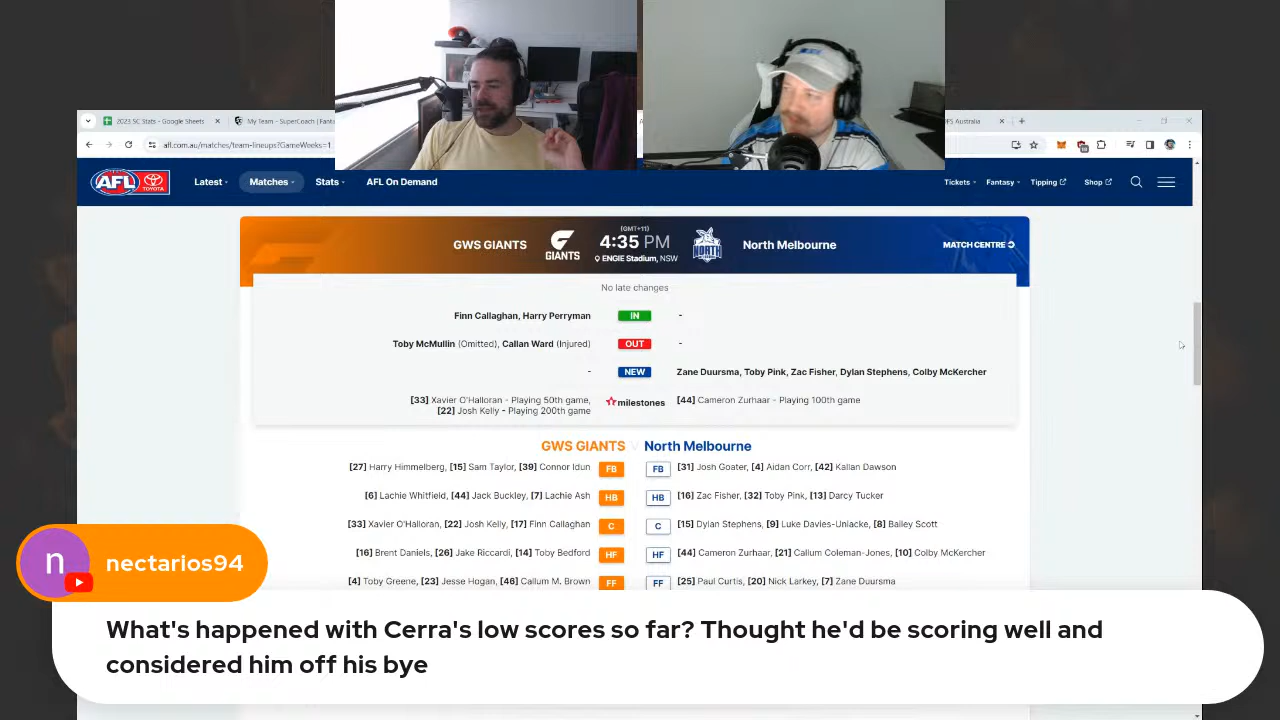 2023 SC Stats - Google Sheets
My Team - SuperCoach (Fanta
PS Australia
afl.com.au/matches/team-lineups?GameWeeks=1
AFL
TOYOTA
Latest
Matches
Stats
AFL On Demand
Tickets
Fantasy
Tipping
Shop
GWS GIANTS
GIANTS
(GMT+11)
4:35 PM
ENGIE Stadium, NSW
NORTH
North Melbourne
MATCH CENTRE
No late changes
Finn Callaghan, Harry Perryman IN -
Toby McMullin (Omitted), Callan Ward (Injured) OUT -
- NEW Zane Duursma, Toby Pink, Zac Fisher, Dylan Stephens, Colby McKercher
[33] Xavier O'Halloran - Playing 50th game, milestones [44] Cameron Zurhaar - Playing 100th game
[22] Josh Kelly - Playing 200th game
GWS GIANTS V North Melbourne
[27] Harry Himmelberg, [15] Sam Taylor, [39] Connor Idun FB FB [31] Josh Goater, [4] Aidan Corr, [42] Kallan Dawson
[6] Lachie Whitfield, [44] Jack Buckley, [7] Lachie Ash HB HB [16] Zac Fisher, [32] Toby Pink, [13] Darcy Tucker
[33] Xavier O'Halloran, [22] Josh Kelly, [17] Finn Callaghan C C [15] Dylan Stephens, [9] Luke Davies-Uniacke, [8] Bailey Scott
[16] Brent Daniels, [26] Jake Riccardi, [14] Toby Bedford HF HF [44] Cameron Zurhaar, [21] Callum Coleman-Jones, [10] Colby McKercher
[4] Toby Greene, [23] Jesse Hogan, [46] Callum M. Brown FF FF [25] Paul Curtis, [20] Nick Larkey, [7] Zane Duursma
n
nectarios94
What's happened with Cerra's low scores so far? Thought he'd be scoring well and
considered him off his bye